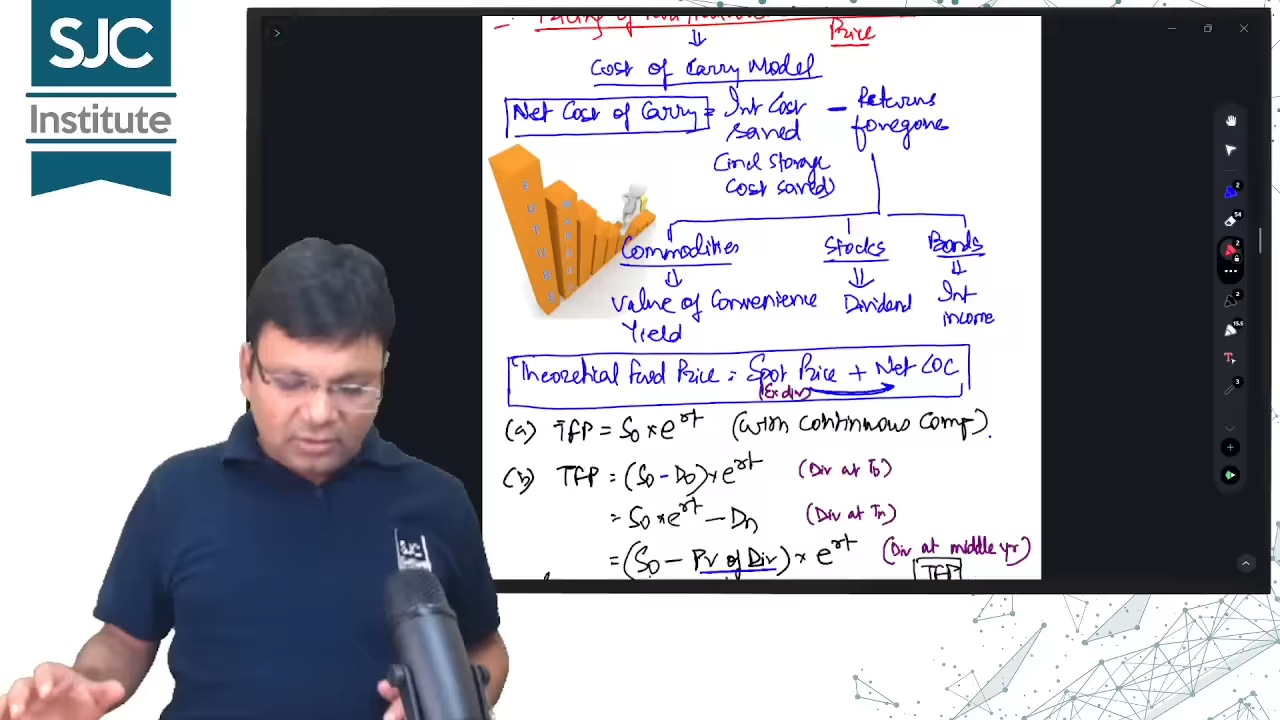 SJC
Institute
Price
Cost of Carry Model
Net Cost of Carry = Int Cost saved - Returns foregone
(incl storage cost saved)
Commodities Stocks Bonds
Value of Convenience Yield Dividend Int income
FUTURES
Theoretical Fwd Price = Spot Price + Net COC
(Ex div)
(a) TFP = S0 × e^rt (with continuous comp).
(b) TFP = (S0 - D0) × e^rt (Div at T0)
= S0 × e^rt - Dn (Div at Tn)
= (S0 - PV of Div) × e^rt (Div at middle yr)
TFP
SJC